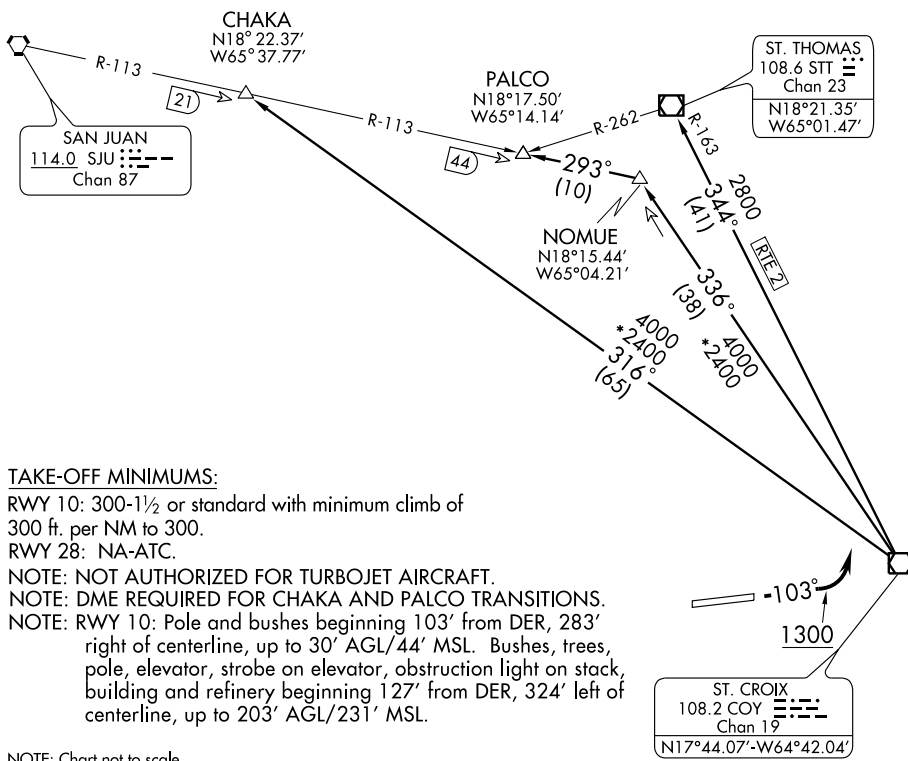 CHAKA
N18° 22.37'
W65° 37.77'
R-113
21
SAN JUAN
114.0 SJU
Chan 87
R-113
44
PALCO
N18°17.50'
W65°14.14'
R-262
ST. THOMAS
108.6 STT
Chan 23
N18°21.35'
W65°01.47'
R-163
293°
(10)
NOMUE
N18°15.44'
W65°04.21'
2800
344°
(41)
RTE 2
336°
(38)
4000
*2400
4000
*2400
316°
(65)
TAKE-OFF MINIMUMS:
RWY 10: 300-1½ or standard with minimum climb of
300 ft. per NM to 300.
RWY 28: NA-ATC.
NOTE: NOT AUTHORIZED FOR TURBOJET AIRCRAFT.
NOTE: DME REQUIRED FOR CHAKA AND PALCO TRANSITIONS.
NOTE: RWY 10: Pole and bushes beginning 103' from DER, 283'
right of centerline, up to 30' AGL/44' MSL. Bushes, trees,
pole, elevator, strobe on elevator, obstruction light on stack,
building and refinery beginning 127' from DER, 324' left of
centerline, up to 203' AGL/231' MSL.
NOTE: Chart not to scale
103°
1300
ST. CROIX
108.2 COY
Chan 19
N17°44.07'-W64°42.04'